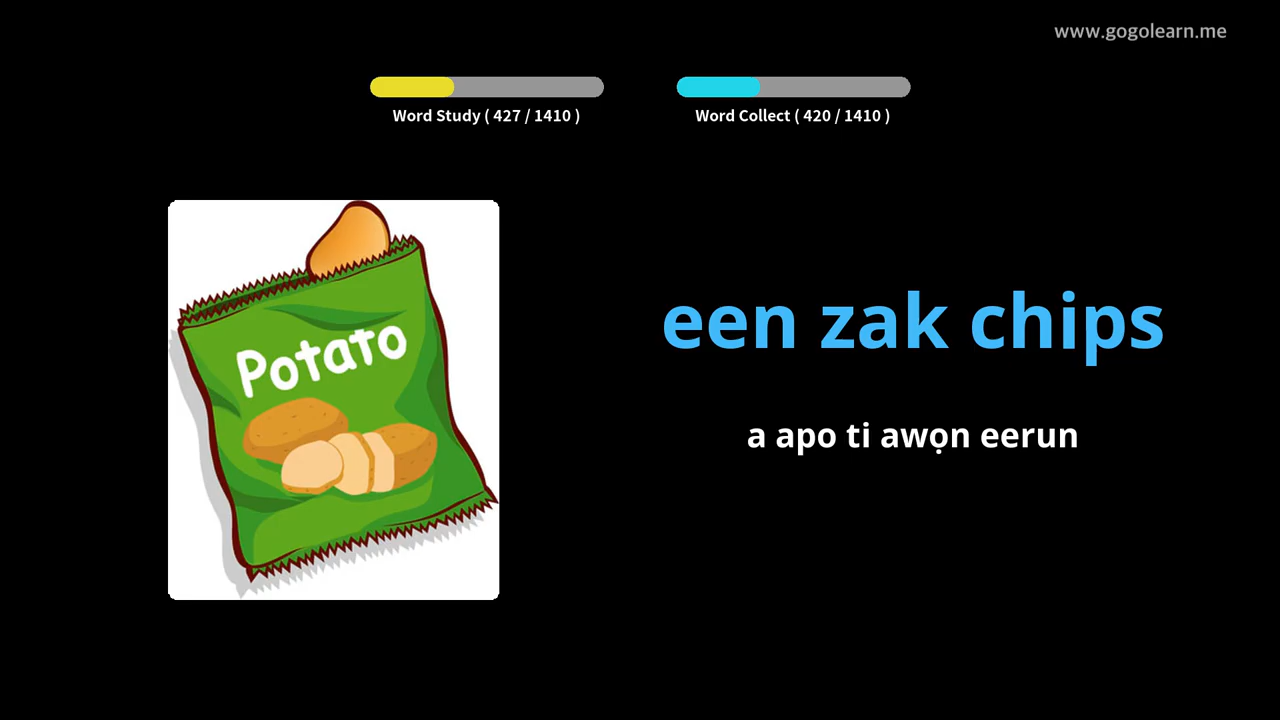 www.gogolearn.me
Word Study ( 427 / 1410 )
Word Collect ( 420 / 1410 )
Potato
een zak chips
a apo ti awọn eerun